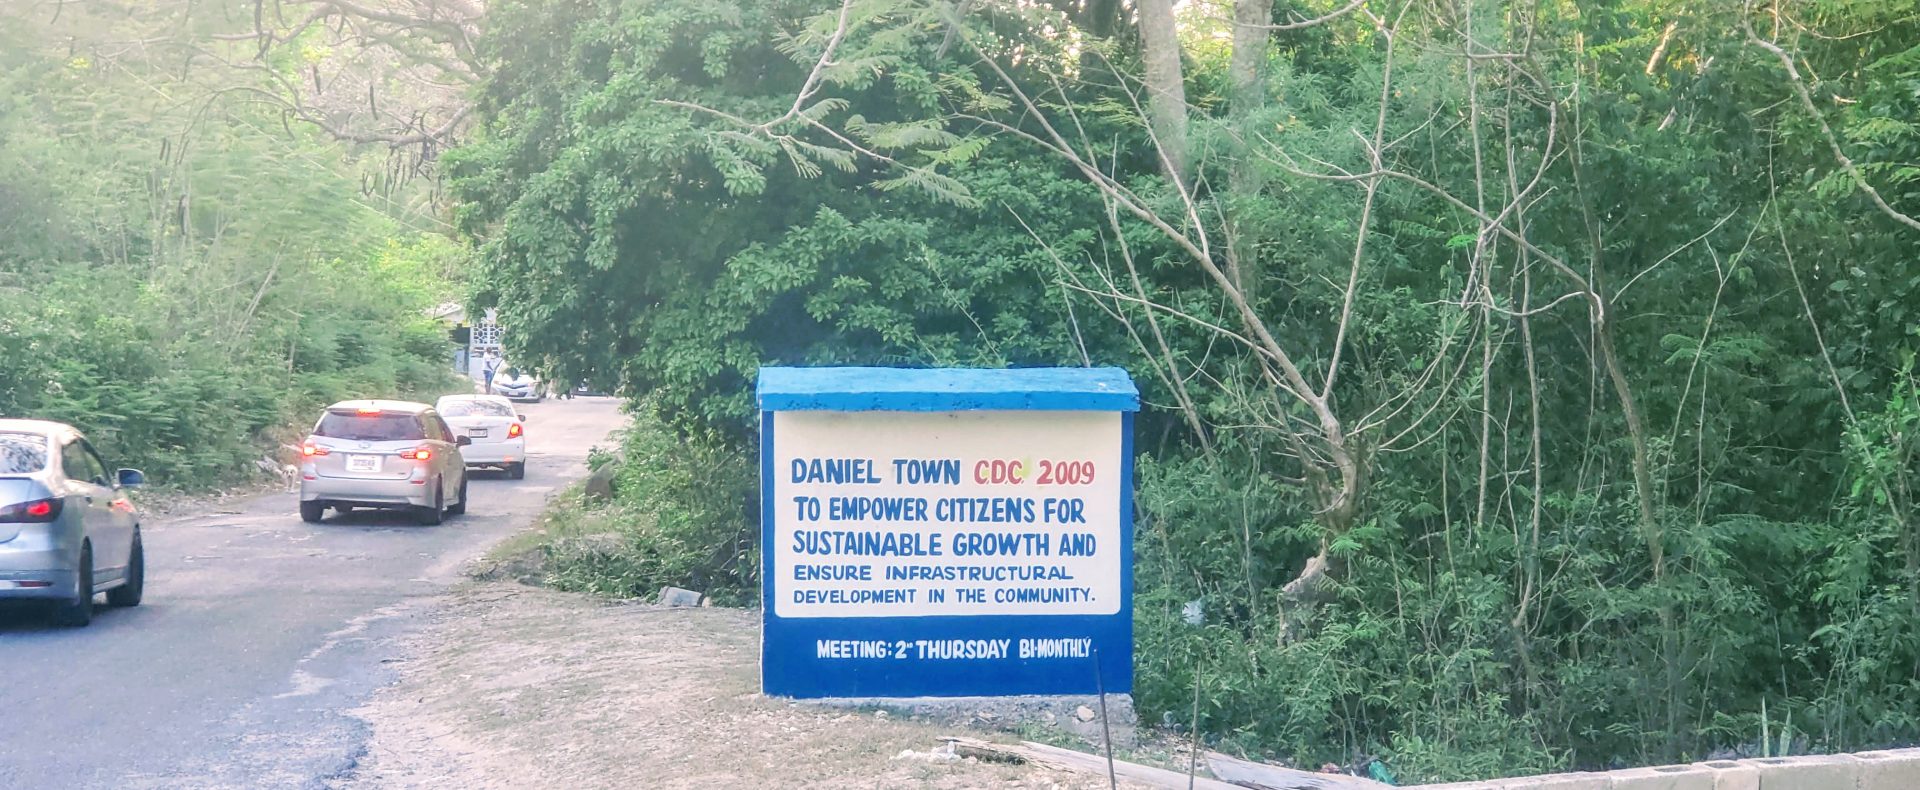 DANIEL TOWN CDC 2009
TO EMPOWER CITIZENS FOR
SUSTAINABLE GROWTH AND
ENSURE INFRASTRUCTURAL
DEVELOPMENT IN THE COMMUNITY.
MEETING: 2ND THURSDAY BI-MONTHLY